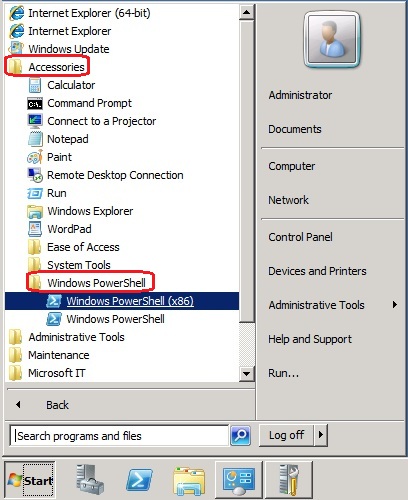 Internet Explorer (64-bit)
Internet Explorer
Windows Update
Accessories
Calculator
Command Prompt
Connect to a Projector
Notepad
Paint
Remote Desktop Connection
Run
Windows Explorer
WordPad
Ease of Access
System Tools
Windows PowerShell
Windows PowerShell (x86)
Windows PowerShell
Administrative Tools
Maintenance
Microsoft IT
Back
Search programs and files
Administrator
Documents
Computer
Network
Control Panel
Devices and Printers
Administrative Tools
Help and Support
Run...
Log off
Start